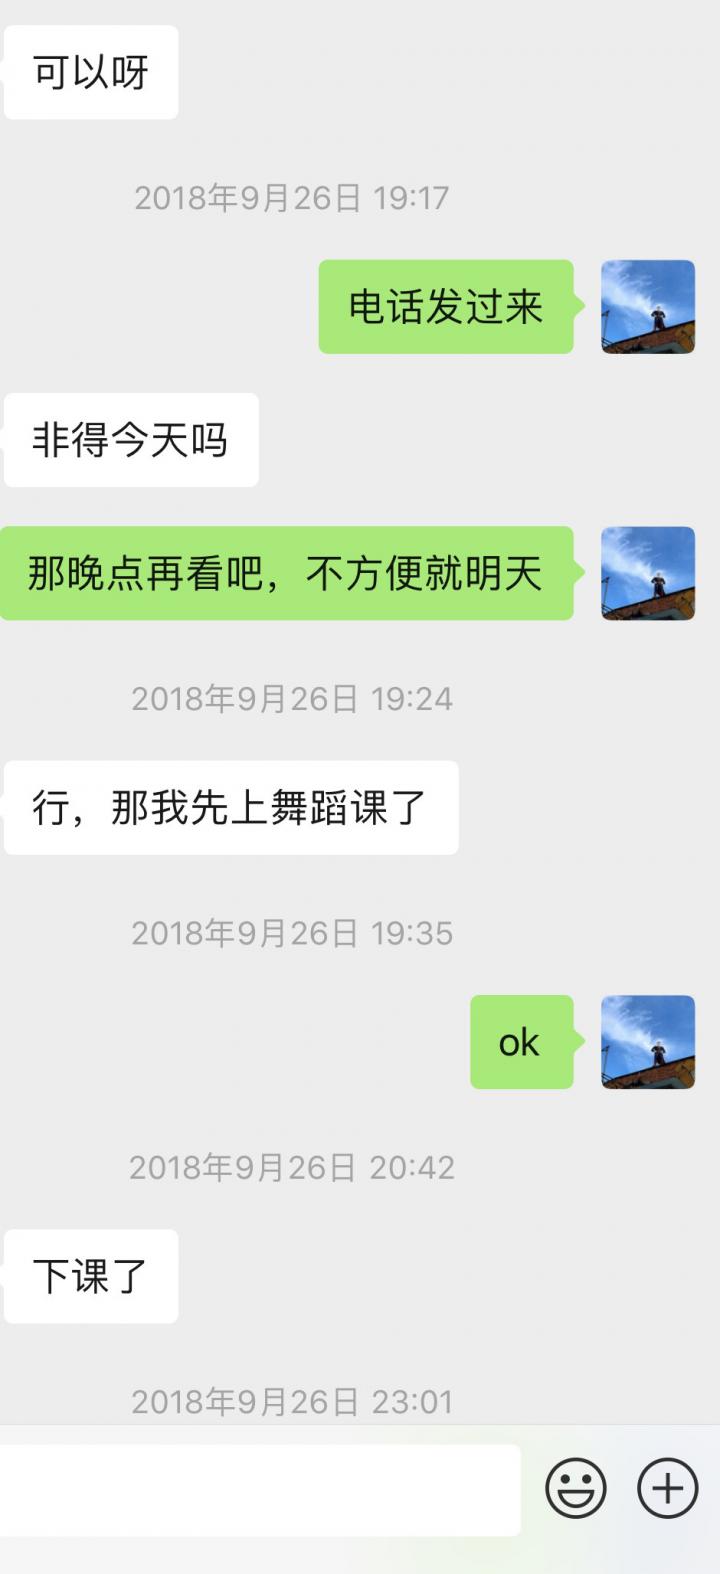 可以呀
2018年9月26日 19:17
电话发过来
非得今天吗
那晚点再看吧，不方便就明天
2018年9月26日 19:24
行，那我先上舞蹈课了
2018年9月26日 19:35
ok
2018年9月26日 20:42
下课了
2018年9月26日 23:01